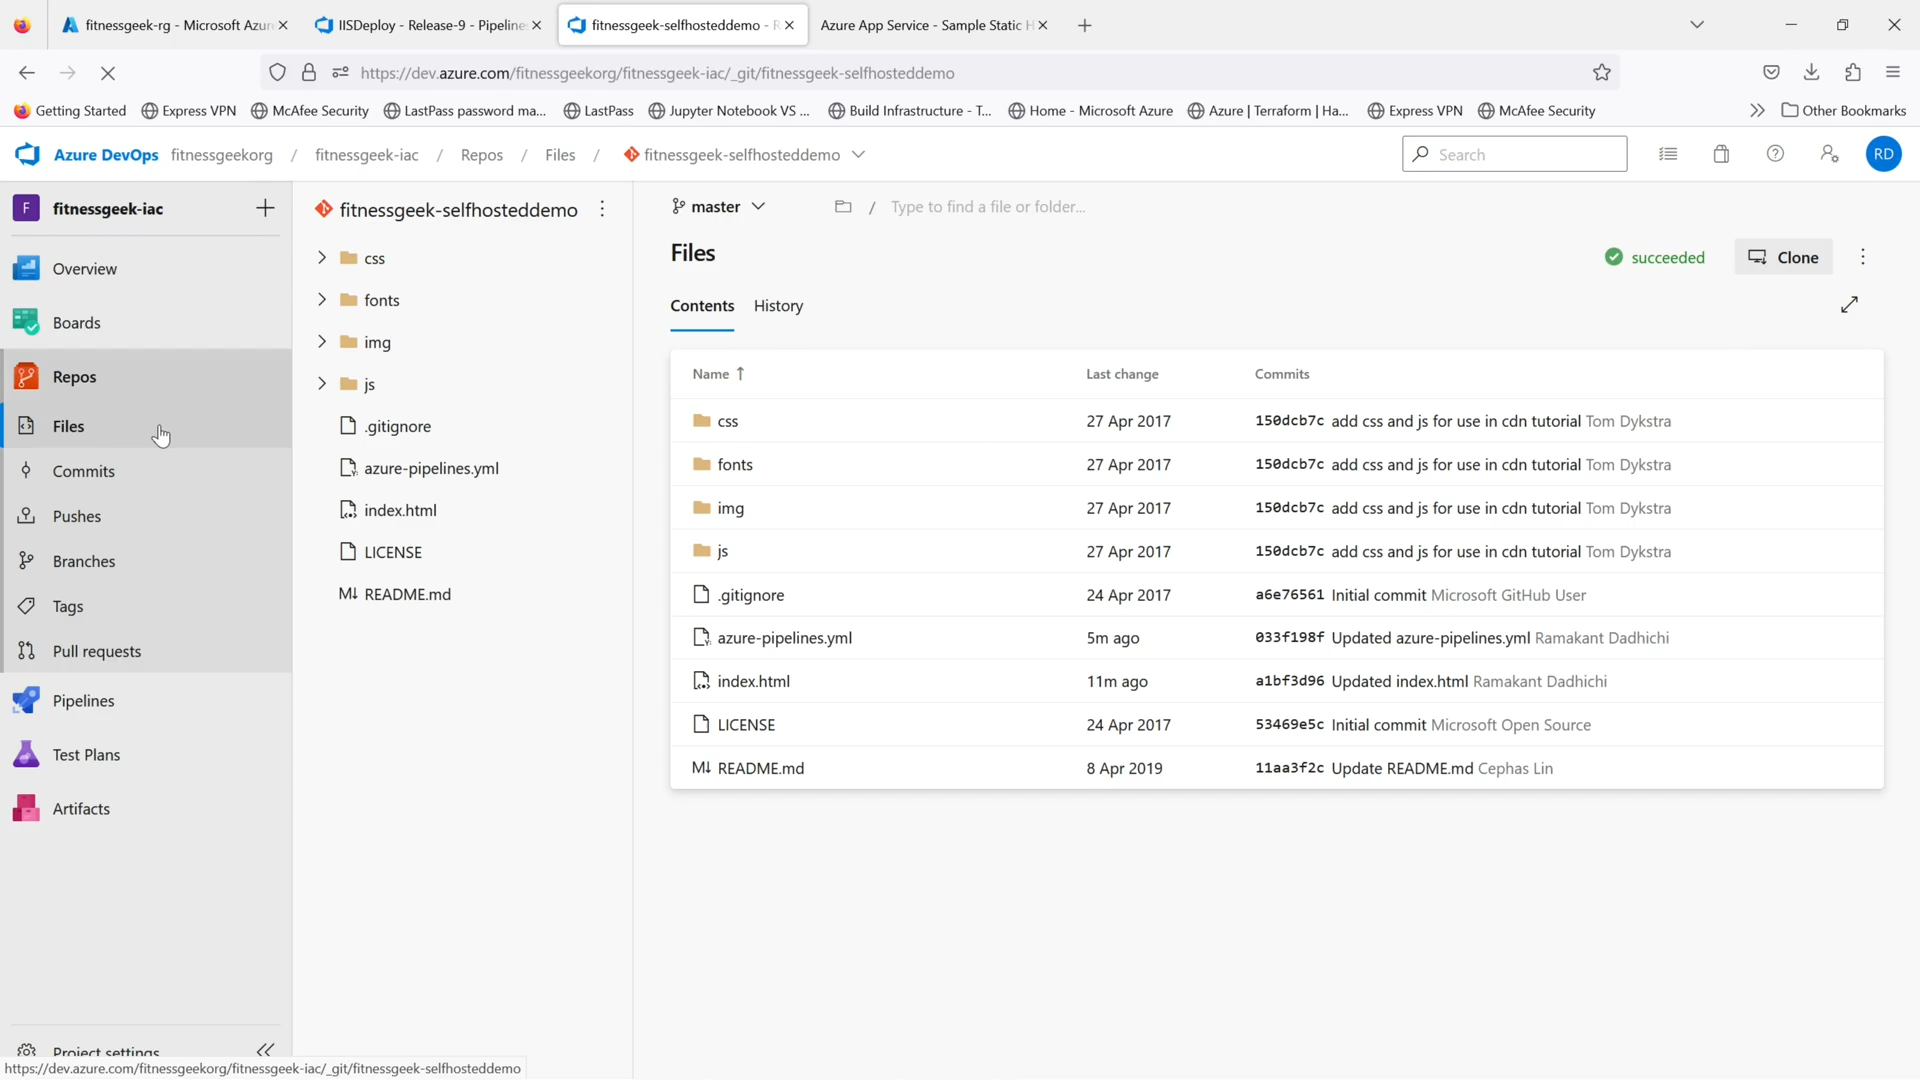 fitnessgeek-rg - Microsoft Azur
IISDeploy - Release-9 - Pipeline
fitnessgeek-selfhosteddemo - R
Azure App Service - Sample Static H
https://dev.azure.com/fitnessgeekorg/fitnessgeek-iac/_git/fitnessgeek-selfhosteddemo
Getting Started
Express VPN
McAfee Security
LastPass password ma...
LastPass
Jupyter Notebook VS ...
Build Infrastructure - T...
Home - Microsoft Azure
Azure | Terraform | Ha...
Express VPN
McAfee Security
Other Bookmarks
Azure DevOps
fitnessgeekorg / fitnessgeek-iac / Repos / Files / fitnessgeek-selfhosteddemo
Search
RD
F
fitnessgeek-iac
Overview
Boards
Repos
Files
Commits
Pushes
Branches
Tags
Pull requests
Pipelines
Test Plans
Artifacts
Project settings
https://dev.azure.com/fitnessgeekorg/fitnessgeek-iac/_git/fitnessgeek-selfhosteddemo
fitnessgeek-selfhosteddemo
css
fonts
img
js
.gitignore
azure-pipelines.yml
index.html
LICENSE
M↓ README.md
master
/ Type to find a file or folder...
Files
succeeded
Clone
Contents History
Name ↑ Last change Commits
css 27 Apr 2017 150dcb7c add css and js for use in cdn tutorial Tom Dykstra
fonts 27 Apr 2017 150dcb7c add css and js for use in cdn tutorial Tom Dykstra
img 27 Apr 2017 150dcb7c add css and js for use in cdn tutorial Tom Dykstra
js 27 Apr 2017 150dcb7c add css and js for use in cdn tutorial Tom Dykstra
.gitignore 24 Apr 2017 a6e76561 Initial commit Microsoft GitHub User
azure-pipelines.yml 5m ago 033f198f Updated azure-pipelines.yml Ramakant Dadhichi
index.html 11m ago a1bf3d96 Updated index.html Ramakant Dadhichi
LICENSE 24 Apr 2017 53469e5c Initial commit Microsoft Open Source
M↓ README.md 8 Apr 2019 11aa3f2c Update README.md Cephas Lin